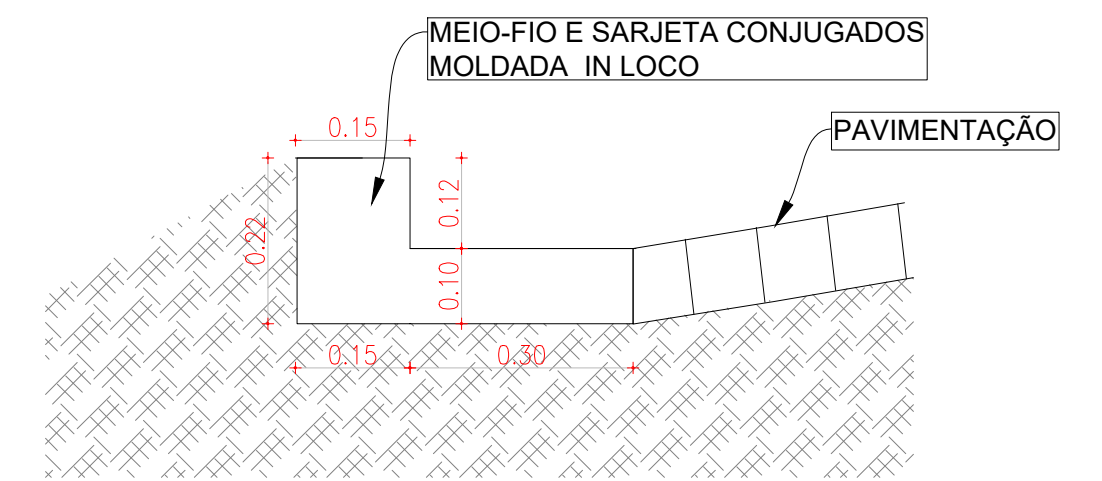 MEIO-FIO E SARJETA CONJUGADOS
MOLDADA IN LOCO
PAVIMENTAÇÃO
0.15
0.12
0.22
0.10
0.15
0.30